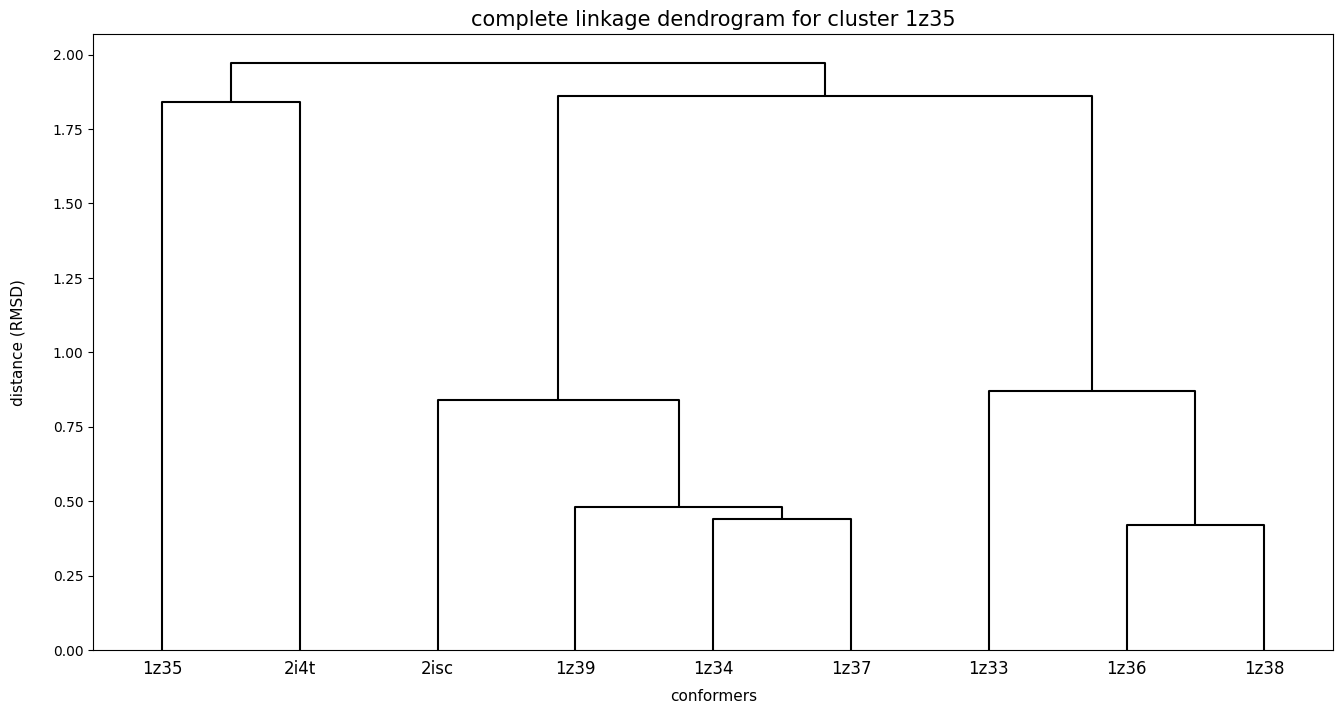 complete linkage dendrogram for cluster 1z35
2.00
1.75
1.50
1.25
1.00
0.75
0.50
0.25
0.00
distance (RMSD)
1z35 2i4t 2isc 1z39 1z34 1z37 1z33 1z36 1z38
conformers